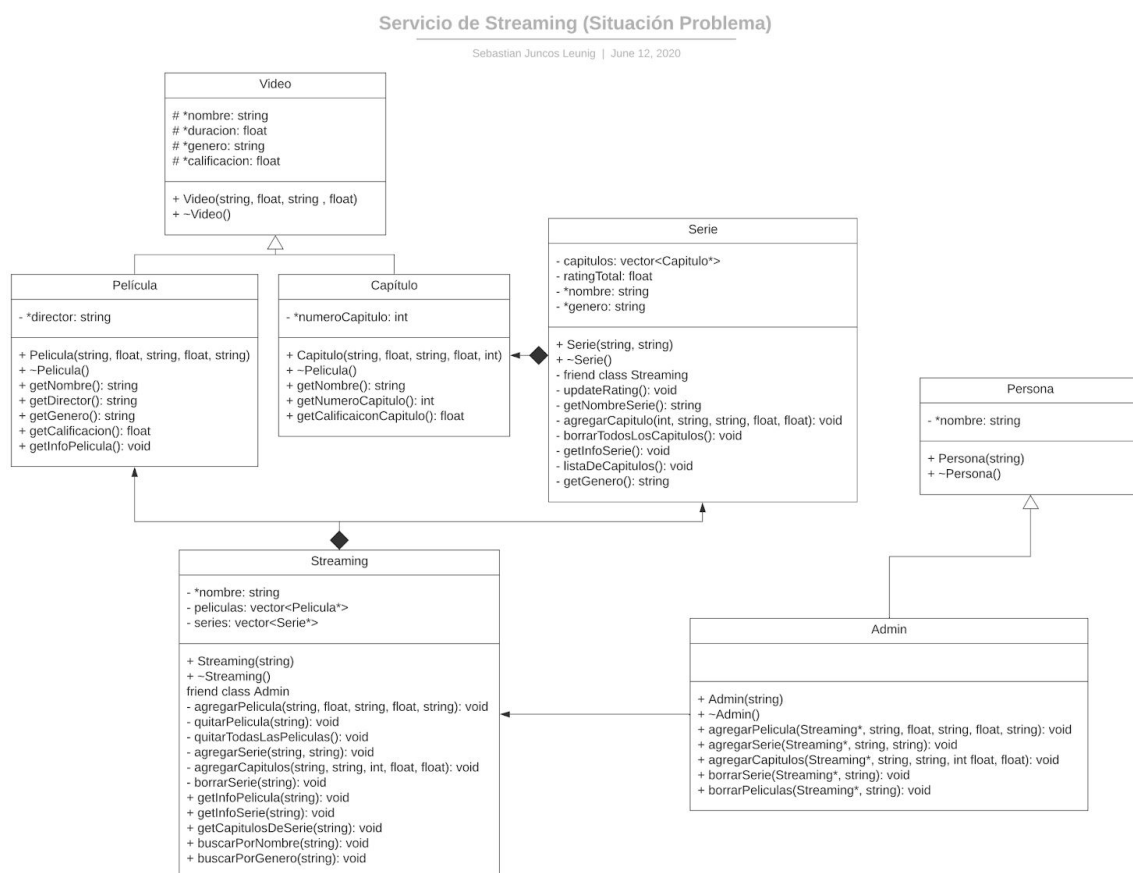 Servicio de Streaming (Situación Problema)
Sebastian Juncos Leunig | June 12, 2020
Video
# *nombre: string
# *duracion: float
# *genero: string
# *calificacion: float
+ Video(string, float, string , float)
+ ~Video()
Película
- *director: string
+ Pelicula(string, float, string, float, string)
+ ~Pelicula()
+ getNombre(): string
+ getDirector(): string
+ getGenero(): string
+ getCalificacion(): float
+ getInfoPelicula(): void
Capítulo
- *numeroCapitulo: int
+ Capitulo(string, float, string, float, int)
+ ~Pelicula()
+ getNombre(): string
+ getNumeroCapitulo(): int
+ getCalificaiconCapitulo(): float
Serie
- capitulos: vector<Capitulo*>
- ratingTotal: float
- *nombre: string
- *genero: string
+ Serie(string, string)
+ ~Serie()
- friend class Streaming
- updateRating(): void
- getNombreSerie(): string
- agregarCapitulo(int, string, string, float, float): void
- borrarTodosLosCapitulos(): void
- getInfoSerie(): void
- listaDeCapitulos(): void
- getGenero(): string
Persona
- *nombre: string
+ Persona(string)
+ ~Persona()
Streaming
- *nombre: string
- peliculas: vector<Pelicula*>
- series: vector<Serie*>
+ Streaming(string)
+ ~Streaming()
friend class Admin
- agregarPelicula(string, float, string, float, string): void
- quitarPelicula(string): void
- quitarTodasLasPeliculas(): void
- agregarSerie(string, string): void
- agregarCapitulos(string, string, int, float, float): void
- borrarSerie(string): void
+ getInfoPelicula(string): void
+ getInfoSerie(string): void
+ getCapitulosDeSerie(string): void
+ buscarPorNombre(string): void
+ buscarPorGenero(string): void
Admin
+ Admin(string)
+ ~Admin()
+ agregarPelicula(Streaming*, string, float, string, float, string): void
+ agregarSerie(Streaming*, string, string): void
+ agregarCapitulos(Streaming*, string, string, int float, float): void
+ borrarSerie(Streaming*, string): void
+ borrarPeliculas(Streaming*, string): void